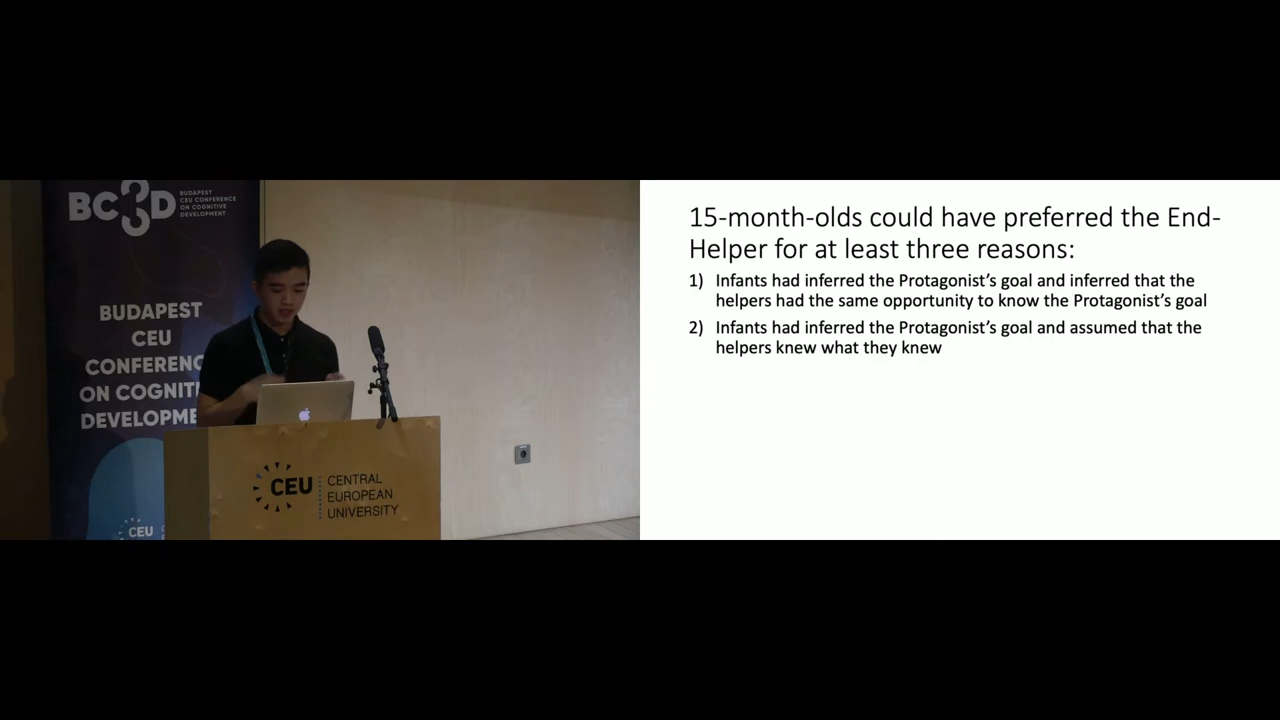 BC3D
BUDAPEST
CEU CONFERENCE
ON COGNITIVE
DEVELOPMENT
BUDAPEST
CEU
CONFERENC
ON COGNITI
DEVELOPME
CEU
CEU
CENTRAL
EUROPEAN
UNIVERSITY
15-month-olds could have preferred the End-
Helper for at least three reasons:
1) Infants had inferred the Protagonist's goal and inferred that the
helpers had the same opportunity to know the Protagonist's goal
2) Infants had inferred the Protagonist's goal and assumed that the
helpers knew what they knew